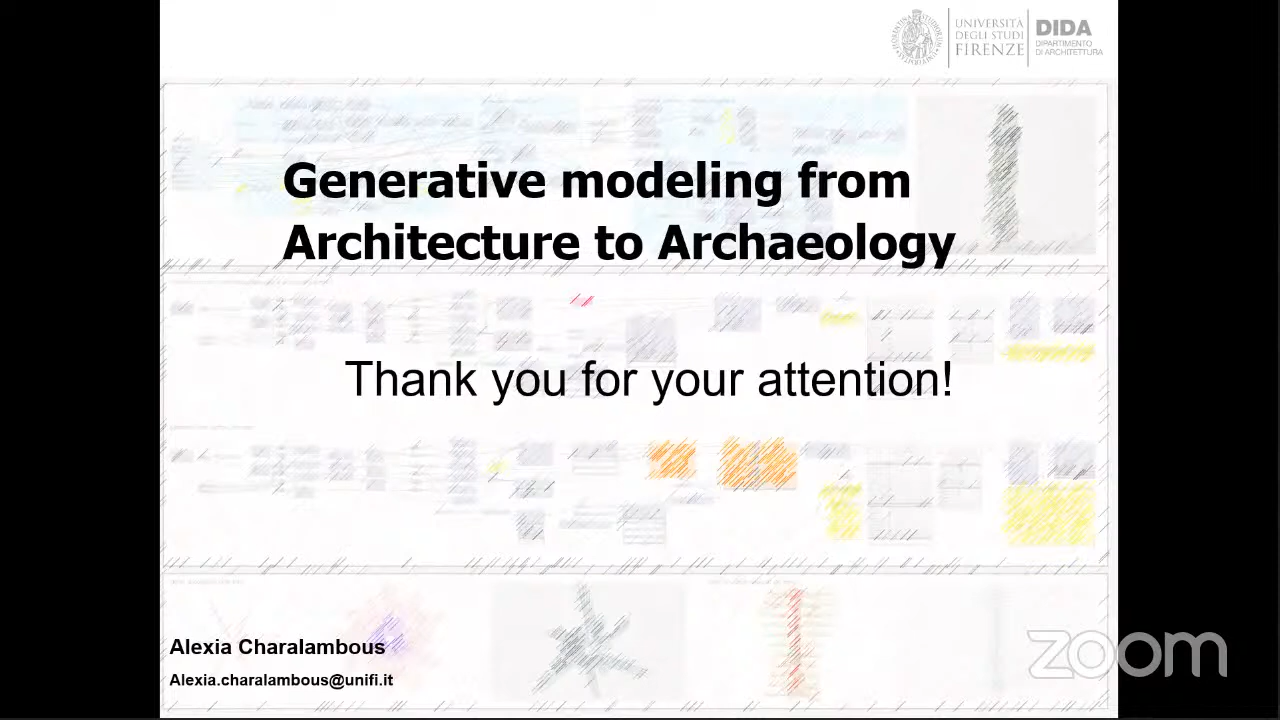 UNIVERSITÀ
DEGLI STUDI
FIRENZE
DIDA
DIPARTIMENTO
DI ARCHITETTURA
Generative modeling from
Architecture to Archaeology
Thank you for your attention!
Alexia Charalambous
Alexia.charalambous@unifi.it
zoom